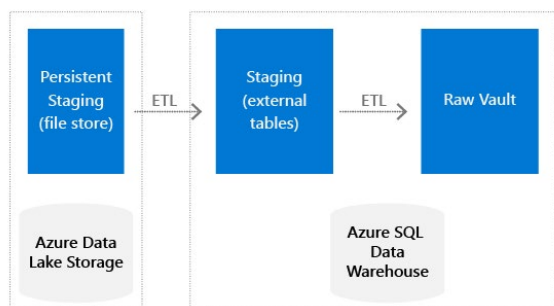 Persistent
Staging
(file store)
ETL
Staging
(external
tables)
ETL
Raw Vault
Azure Data
Lake Storage
Azure SQL
Data
Warehouse